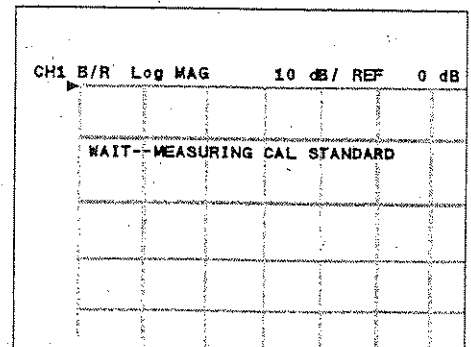 CH1 B/R Log MAG 10 dB/ REF 0 dB
WAIT--MEASURING CAL STANDARD